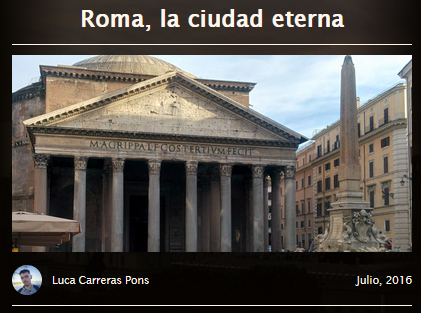 Roma, la ciudad eterna
M·AGRIPPA·L·F·COS·TERTIVM·FECIT
Luca Carreras Pons
Julio, 2016